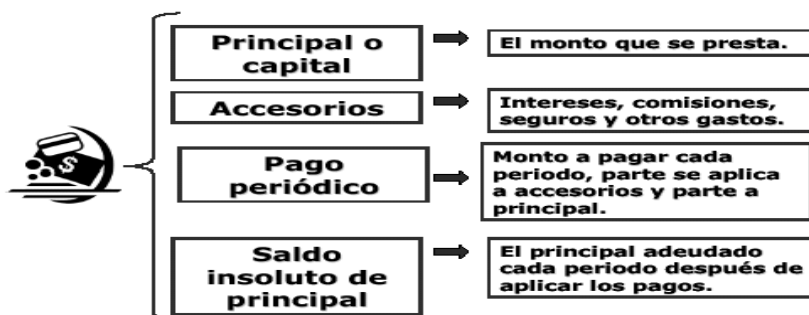 Principal o
capital
El monto que se presta.
Accesorios
Intereses, comisiones,
seguros y otros gastos.
Pago
periódico
Monto a pagar cada
periodo, parte se aplica
a accesorios y parte a
principal.
Saldo
insoluto de
principal
El principal adeudado
cada periodo después de
aplicar los pagos.
$